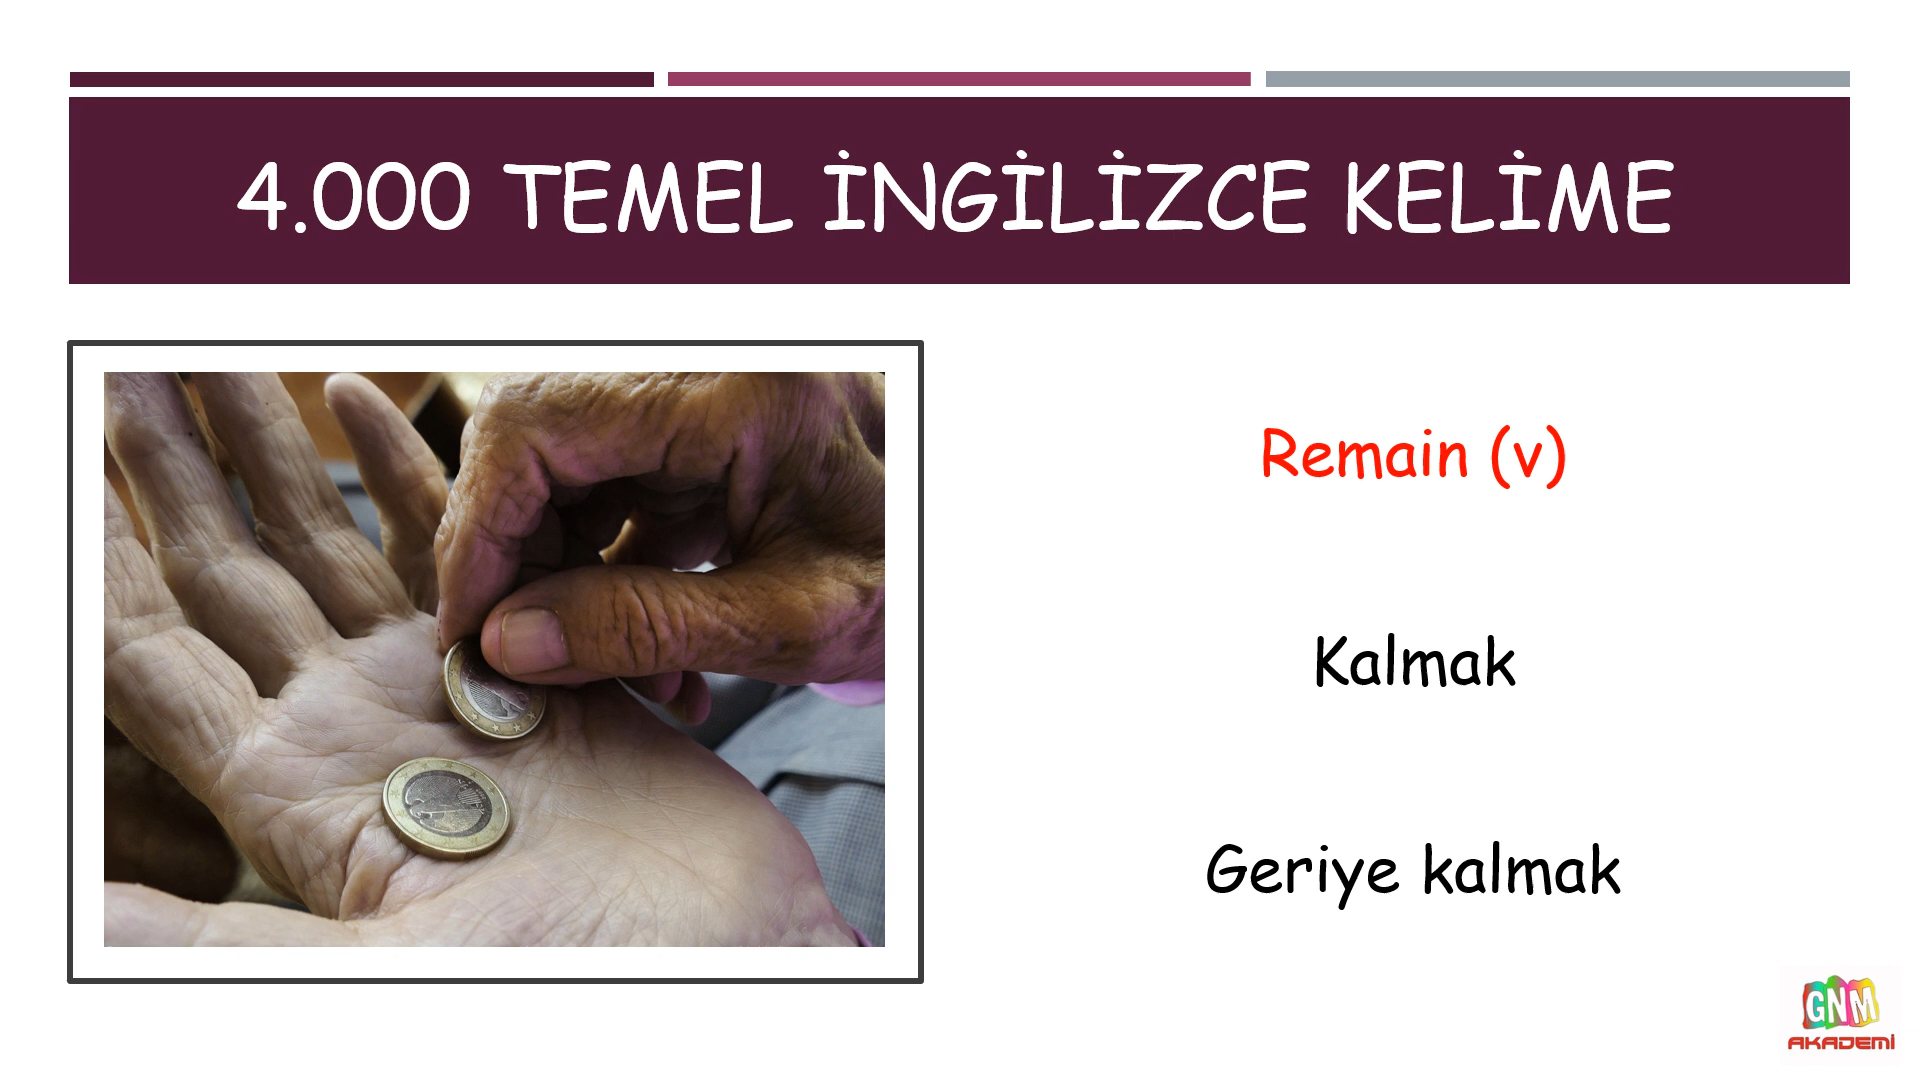 4.000 TEMEL İNGİLİZCE KELİME
Remain (v)
Kalmak
Geriye kalmak
GNM
AKADEMİ